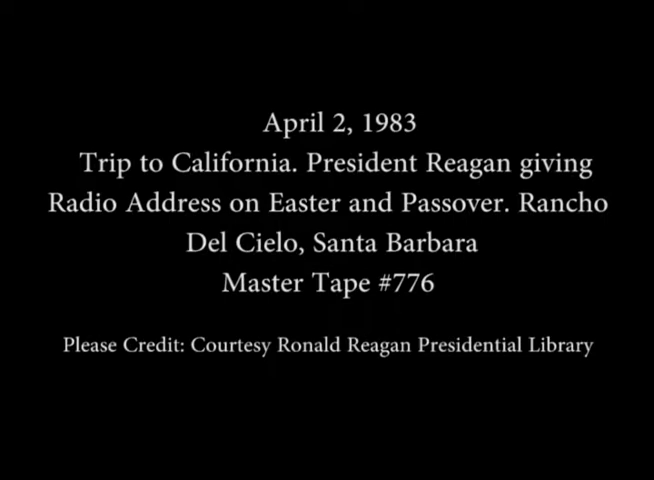 April 2, 1983
Trip to California. President Reagan giving
Radio Address on Easter and Passover. Rancho
Del Cielo, Santa Barbara
Master Tape #776
Please Credit: Courtesy Ronald Reagan Presidential Library